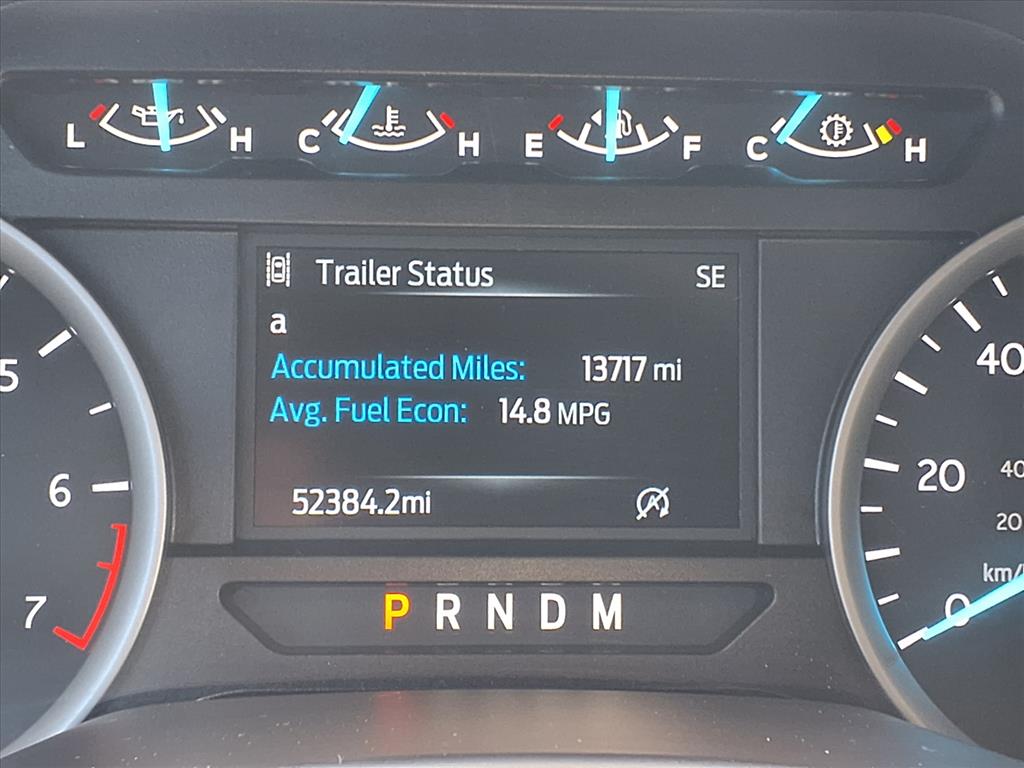 L H C H E F C H
Trailer Status SE
a
Accumulated Miles: 13717 mi
Avg. Fuel Econ: 14.8 MPG
52384.2mi
P R N D M
5
6
7
40
20
0
40
20
km/